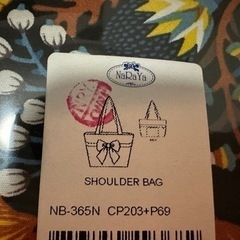 NaRaYa
SHOULDER BAG
NB-365N CP203+P69